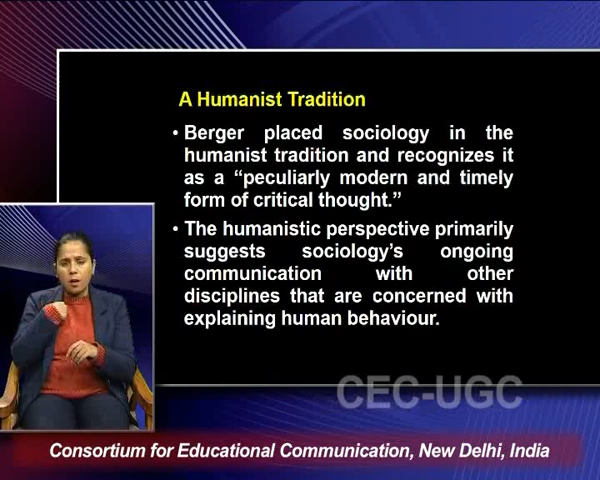 A Humanist Tradition
• Berger placed sociology in the
humanist tradition and recognizes it
as a “peculiarly modern and timely
form of critical thought.”
• The humanistic perspective primarily
suggests sociology’s ongoing
communication with other
disciplines that are concerned with
explaining human behaviour.
CEC-UGC
Consortium for Educational Communication, New Delhi, India